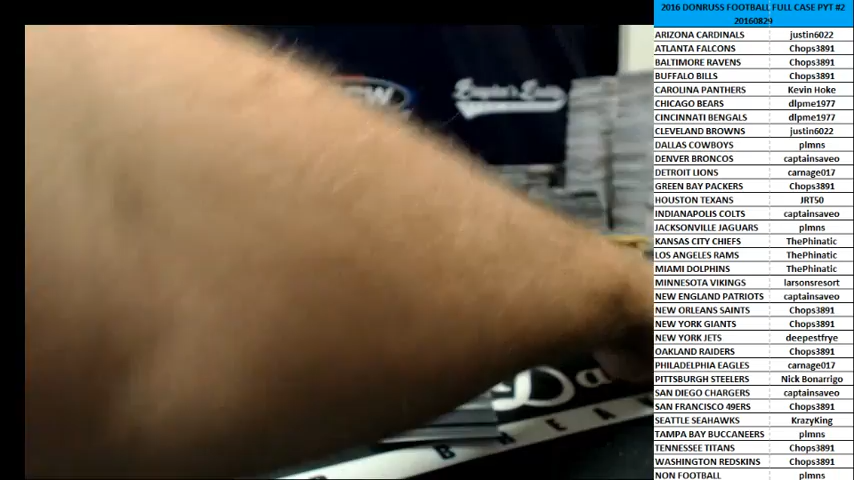 2016 DONRUSS FOOTBALL FULL CASE PYT #2
20160829
ARIZONA CARDINALS justin6022
ATLANTA FALCONS Chops3891
BALTIMORE RAVENS Chops3891
BUFFALO BILLS Chops3891
CAROLINA PANTHERS Kevin Hoke
CHICAGO BEARS dlpme1977
CINCINNATI BENGALS dlpme1977
CLEVELAND BROWNS justin6022
DALLAS COWBOYS plmns
DENVER BRONCOS captainsaveo
DETROIT LIONS carnage017
GREEN BAY PACKERS Chops3891
HOUSTON TEXANS JRT50
INDIANAPOLIS COLTS captainsaveo
JACKSONVILLE JAGUARS plmns
KANSAS CITY CHIEFS ThePhinatic
LOS ANGELES RAMS ThePhinatic
MIAMI DOLPHINS ThePhinatic
MINNESOTA VIKINGS larsonsresort
NEW ENGLAND PATRIOTS captainsaveo
NEW ORLEANS SAINTS Chops3891
NEW YORK GIANTS Chops3891
NEW YORK JETS deepestfrye
OAKLAND RAIDERS Chops3891
PHILADELPHIA EAGLES carnage017
PITTSBURGH STEELERS Nick Bonarrigo
SAN DIEGO CHARGERS captainsaveo
SAN FRANCISCO 49ERS Chops3891
SEATTLE SEAHAWKS KrazyKing
TAMPA BAY BUCCANEERS plmns
TENNESSEE TITANS Chops3891
WASHINGTON REDSKINS Chops3891
NON FOOTBALL plmns